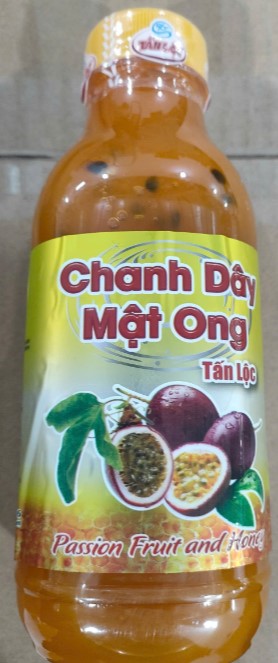 Chanh Dây
Mật Ong
Tấn Lộc
Passion Fruit and Honey